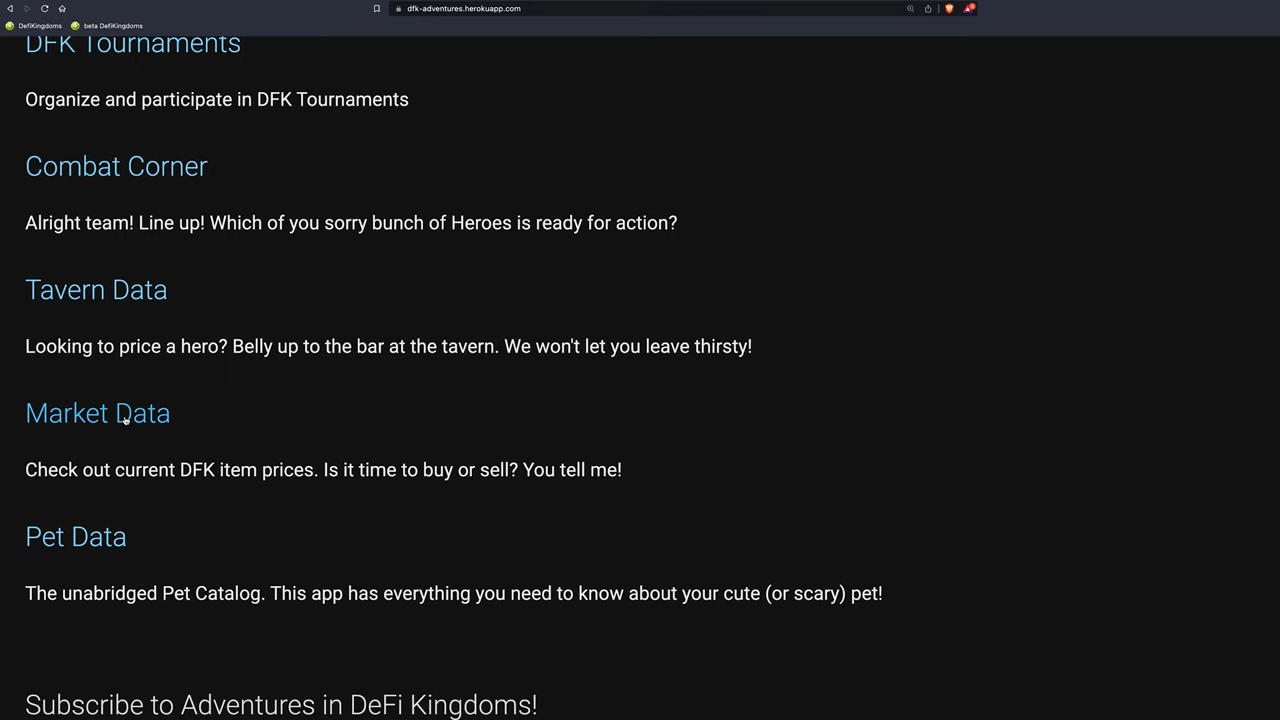 dfk-adventures.herokuapp.com
DefiKingdoms
beta DefiKingdoms
DFK Tournaments
Organize and participate in DFK Tournaments
Combat Corner
Alright team! Line up! Which of you sorry bunch of Heroes is ready for action?
Tavern Data
Looking to price a hero? Belly up to the bar at the tavern. We won't let you leave thirsty!
Market Data
Check out current DFK item prices. Is it time to buy or sell? You tell me!
Pet Data
The unabridged Pet Catalog. This app has everything you need to know about your cute (or scary) pet!
Subscribe to Adventures in DeFi Kingdoms!